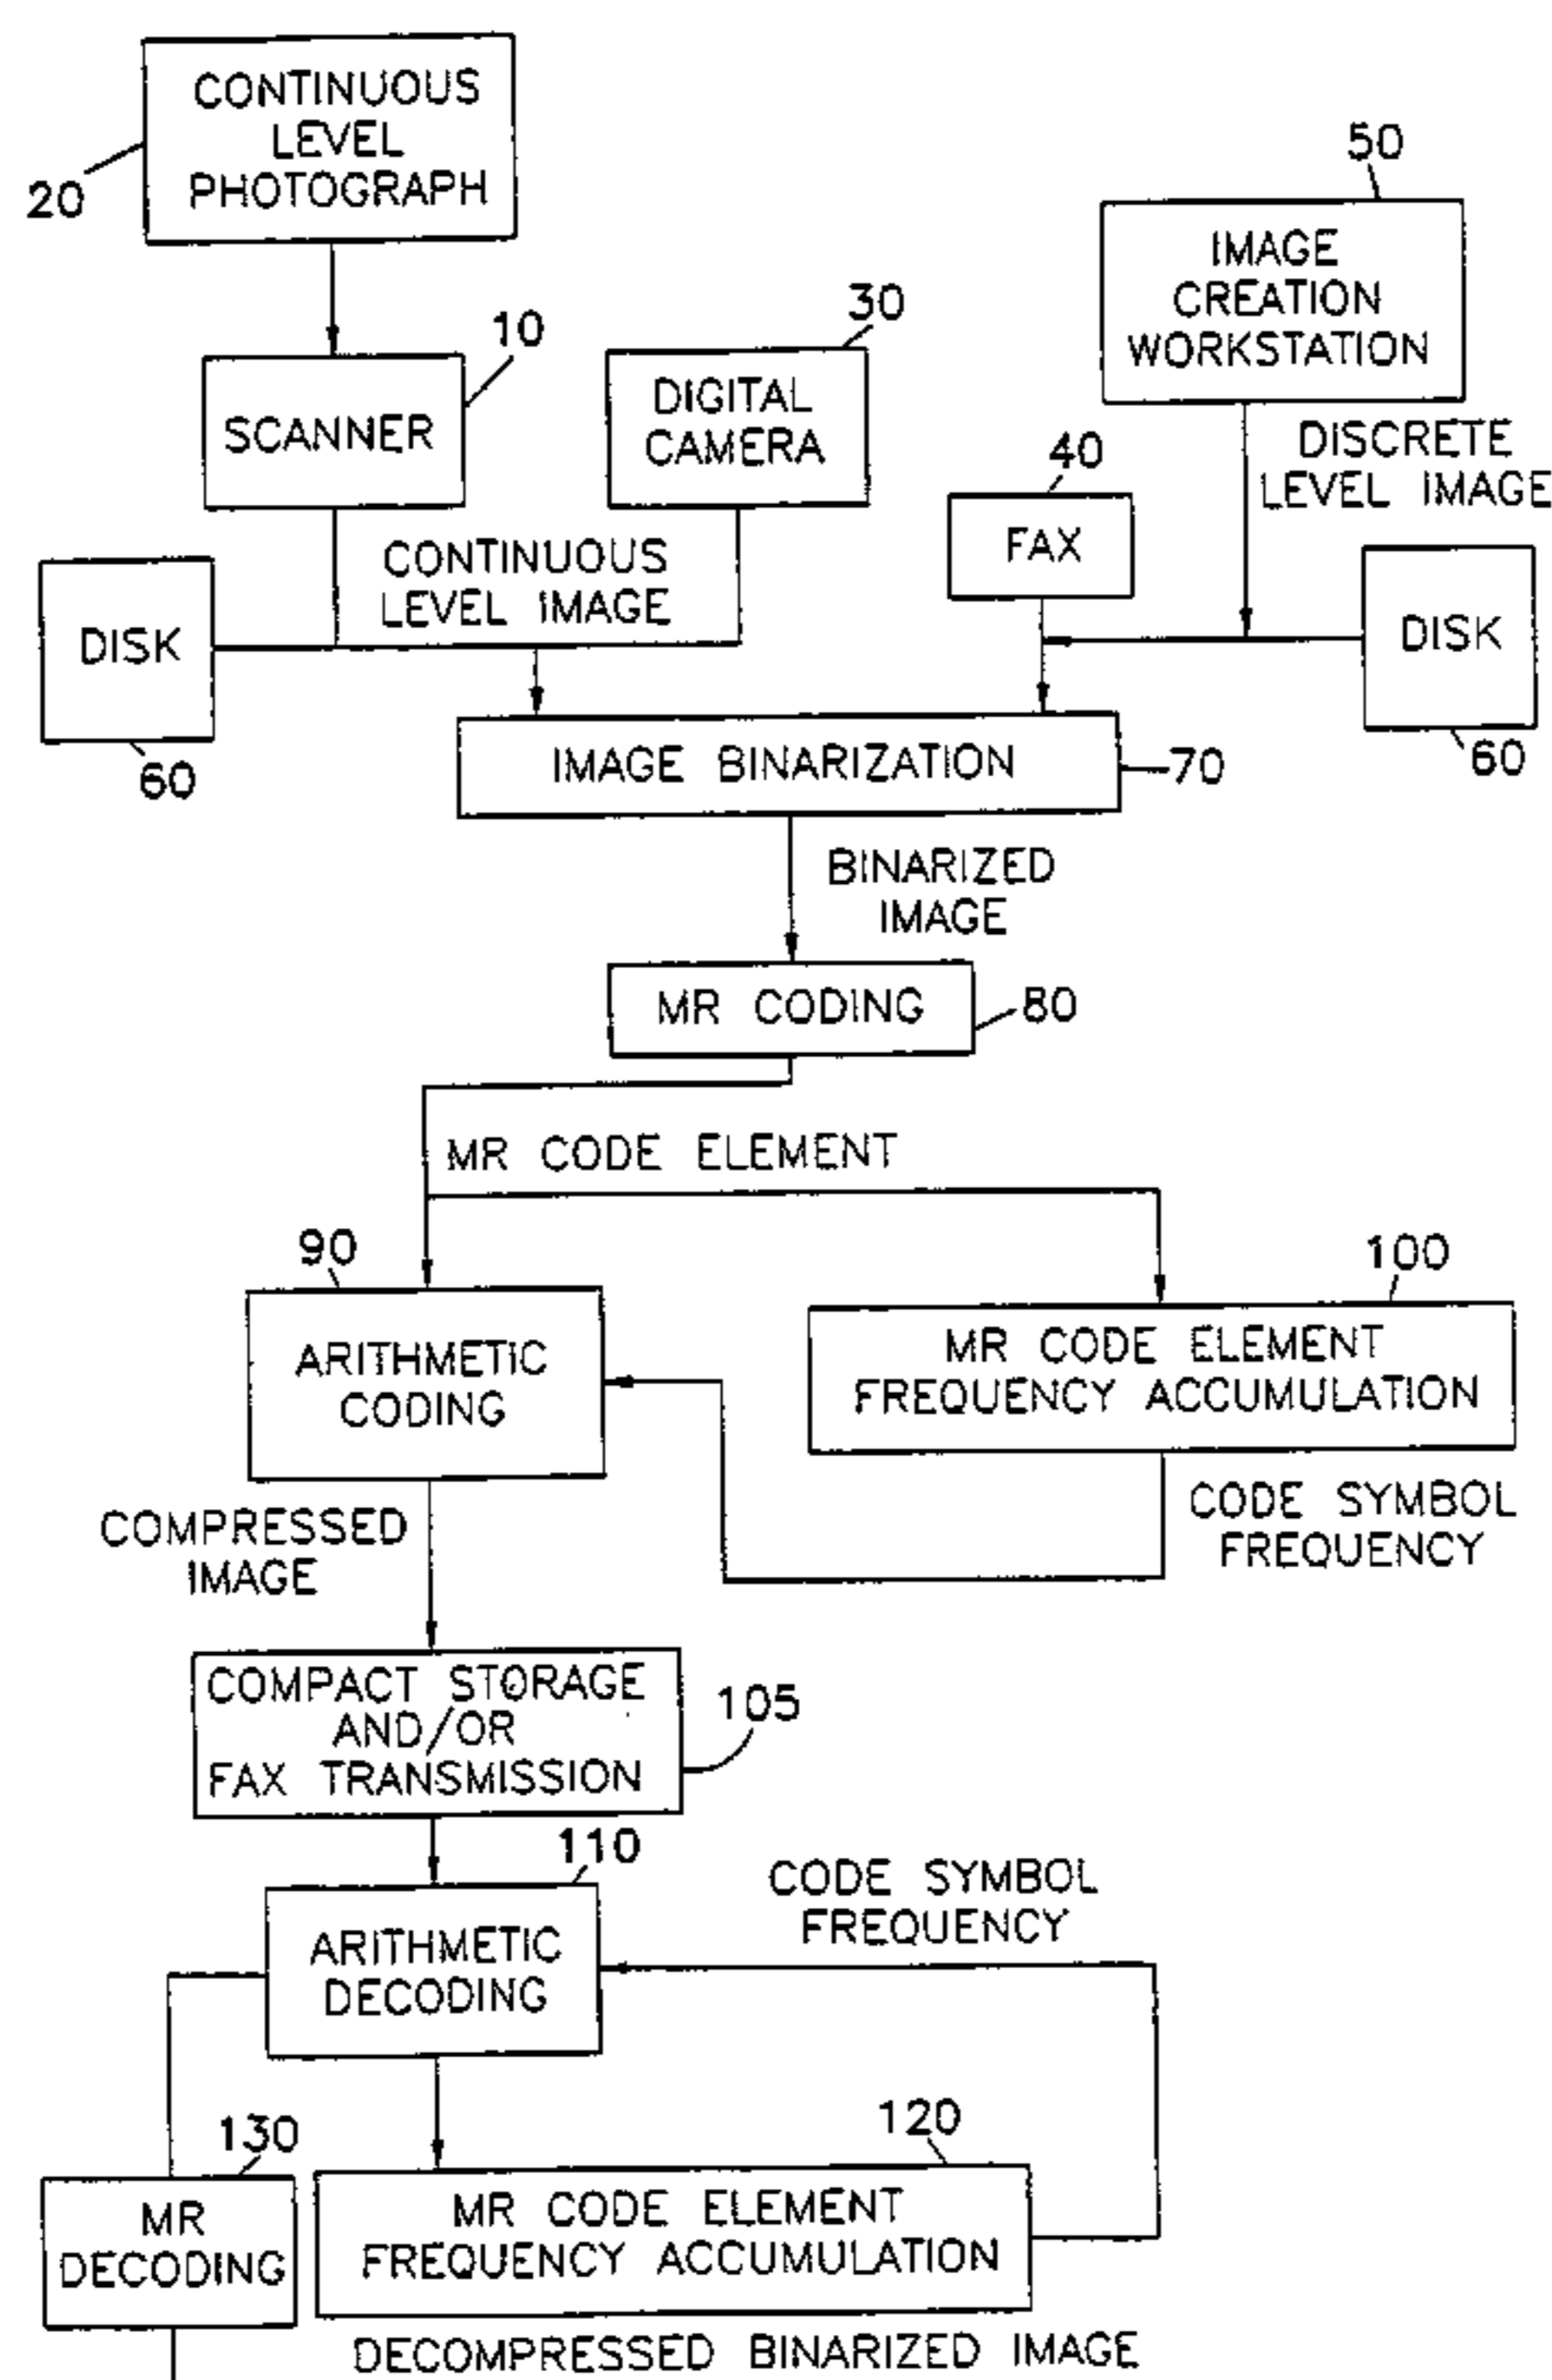 CONTINUOUS
LEVEL
PHOTOGRAPH
20
50
IMAGE
CREATION
WORKSTATION
10
SCANNER
30
DIGITAL
CAMERA
40
FAX
DISCRETE
LEVEL IMAGE
CONTINUOUS
LEVEL IMAGE
DISK
60
DISK
60
IMAGE BINARIZATION
70
BINARIZED
IMAGE
MR CODING
80
MR CODE ELEMENT
90
ARITHMETIC
CODING
100
MR CODE ELEMENT
FREQUENCY ACCUMULATION
CODE SYMBOL
FREQUENCY
COMPRESSED
IMAGE
COMPACT STORAGE
AND/OR
FAX TRANSMISSION
105
110
ARITHMETIC
DECODING
CODE SYMBOL
FREQUENCY
130
MR
DECODING
120
MR CODE ELEMENT
FREQUENCY ACCUMULATION
DECOMPRESSED BINARIZED IMAGE